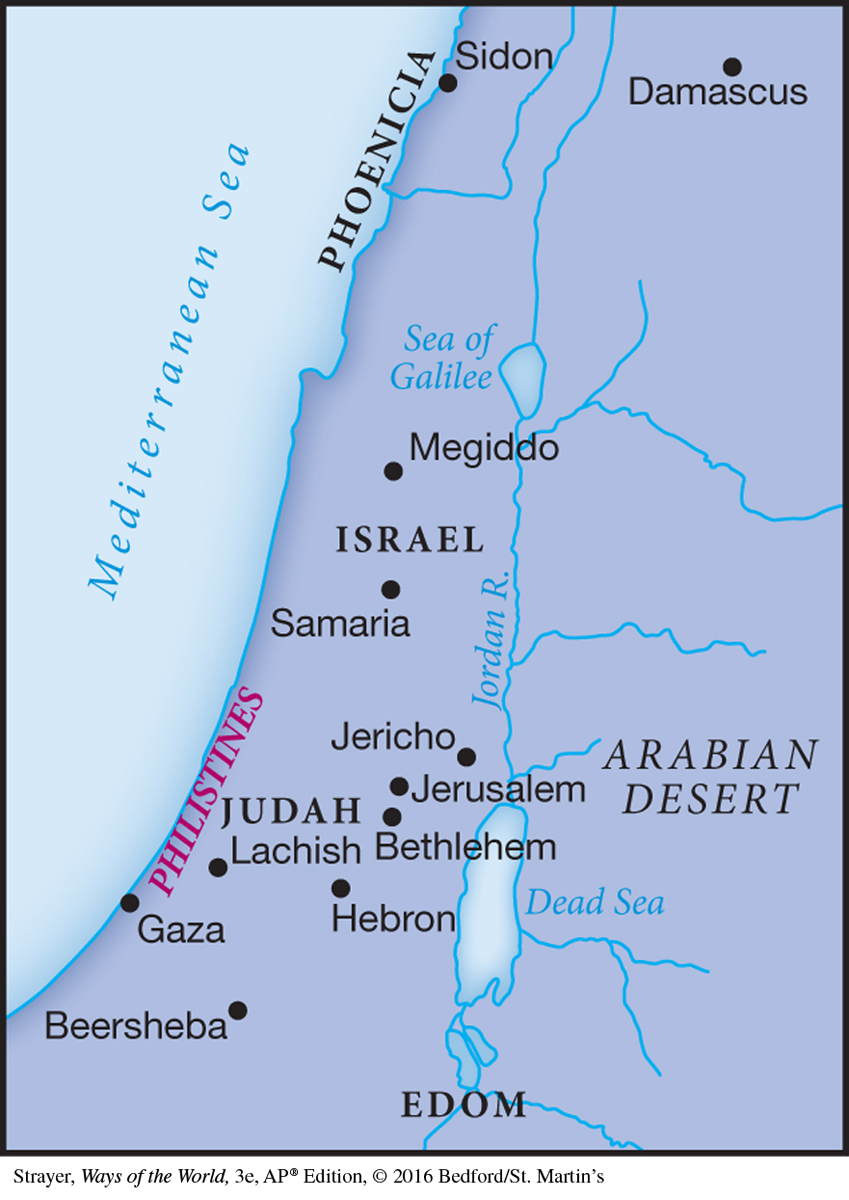 Sidon
Damascus
PHOENICIA
Mediterranean Sea
Sea of
Galilee
Megiddo
ISRAEL
Samaria
Jordan R.
PHILISTINES
Jericho
ARABIAN
DESERT
Jerusalem
JUDAH
Bethlehem
Lachish
Hebron
Dead Sea
Gaza
Beersheba
EDOM
Strayer, Ways of the World, 3e, AP® Edition, © 2016 Bedford/St. Martin’s